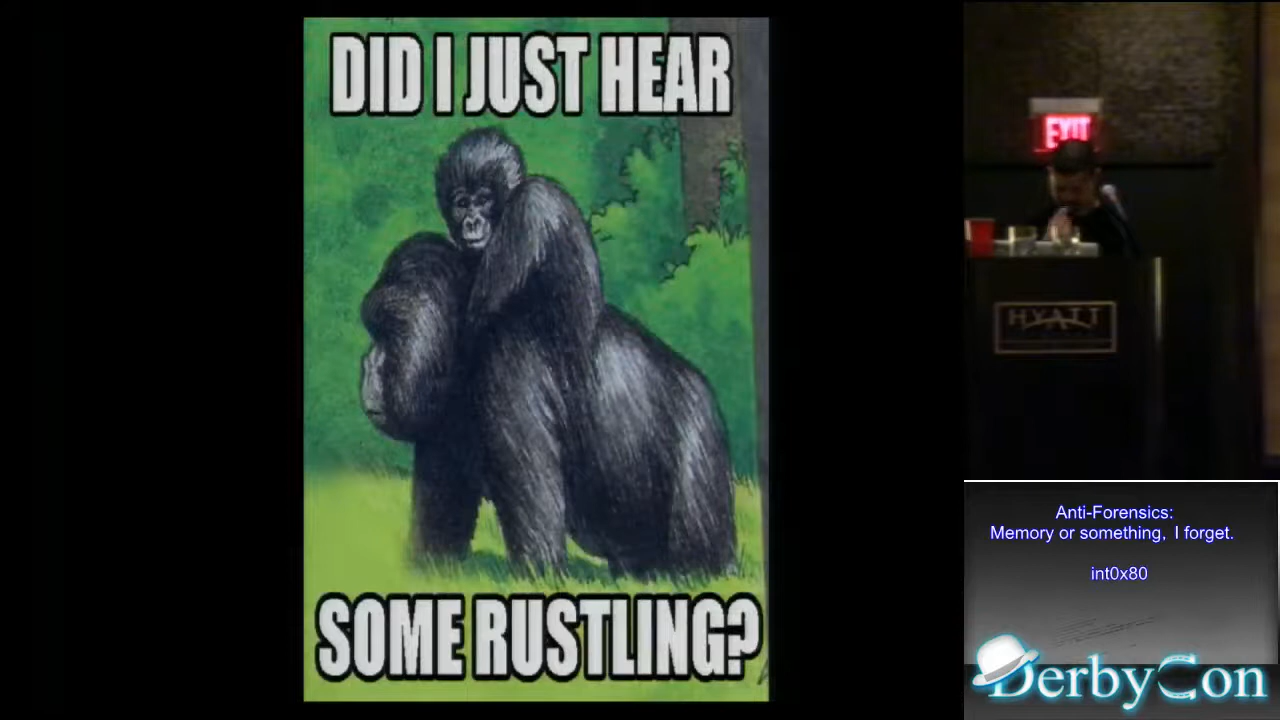 DID I JUST HEAR
SOME RUSTLING?
EXIT
HYATT
Anti-Forensics:
Memory or something, I forget.
int0x80
DerbyCon